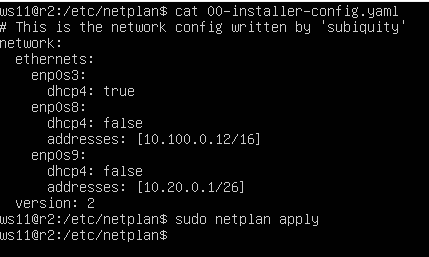 ws11@r2:/etc/netplan$ cat 00-installer-config.yaml
# This is the network config written by 'subiquity'
network:
  ethernets:
    enp0s3:
      dhcp4: true
    enp0s8:
      dhcp4: false
      addresses: [10.100.0.12/16]
    enp0s9:
      dhcp4: false
      addresses: [10.20.0.1/26]
  version: 2
ws11@r2:/etc/netplan$ sudo netplan apply
ws11@r2:/etc/netplan$